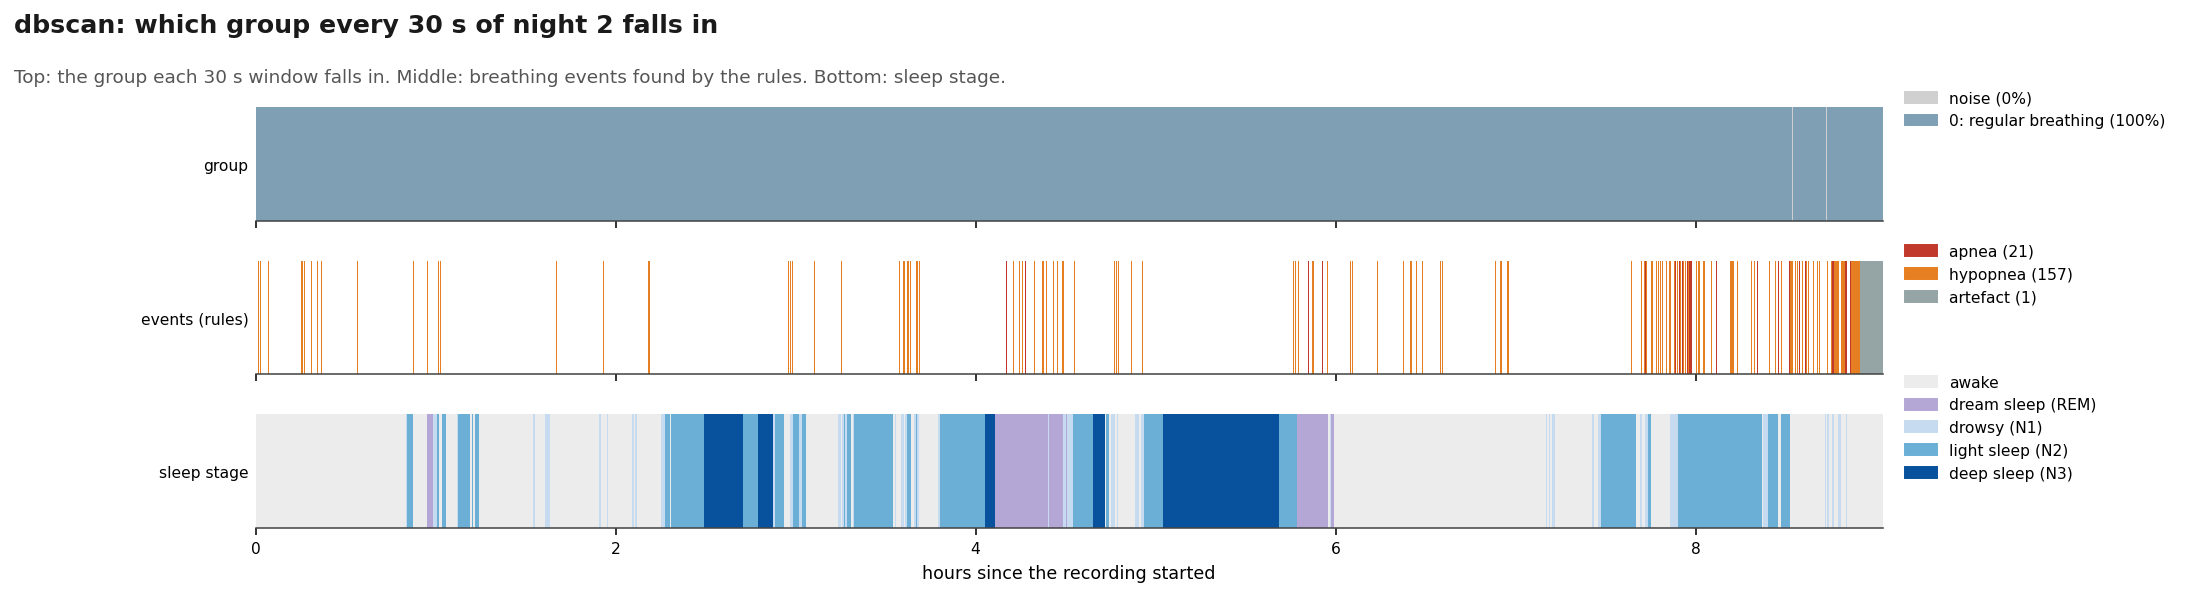 dbscan: which group every 30 s of night 2 falls in
Top: the group each 30 s window falls in. Middle: breathing events found by the rules. Bottom: sleep stage.
noise (0%)
0: regular breathing (100%)
group
apnea (21)
hypopnea (157)
artefact (1)
events (rules)
awake
dream sleep (REM)
drowsy (N1)
light sleep (N2)
deep sleep (N3)
sleep stage
0 2 4 6 8
hours since the recording started